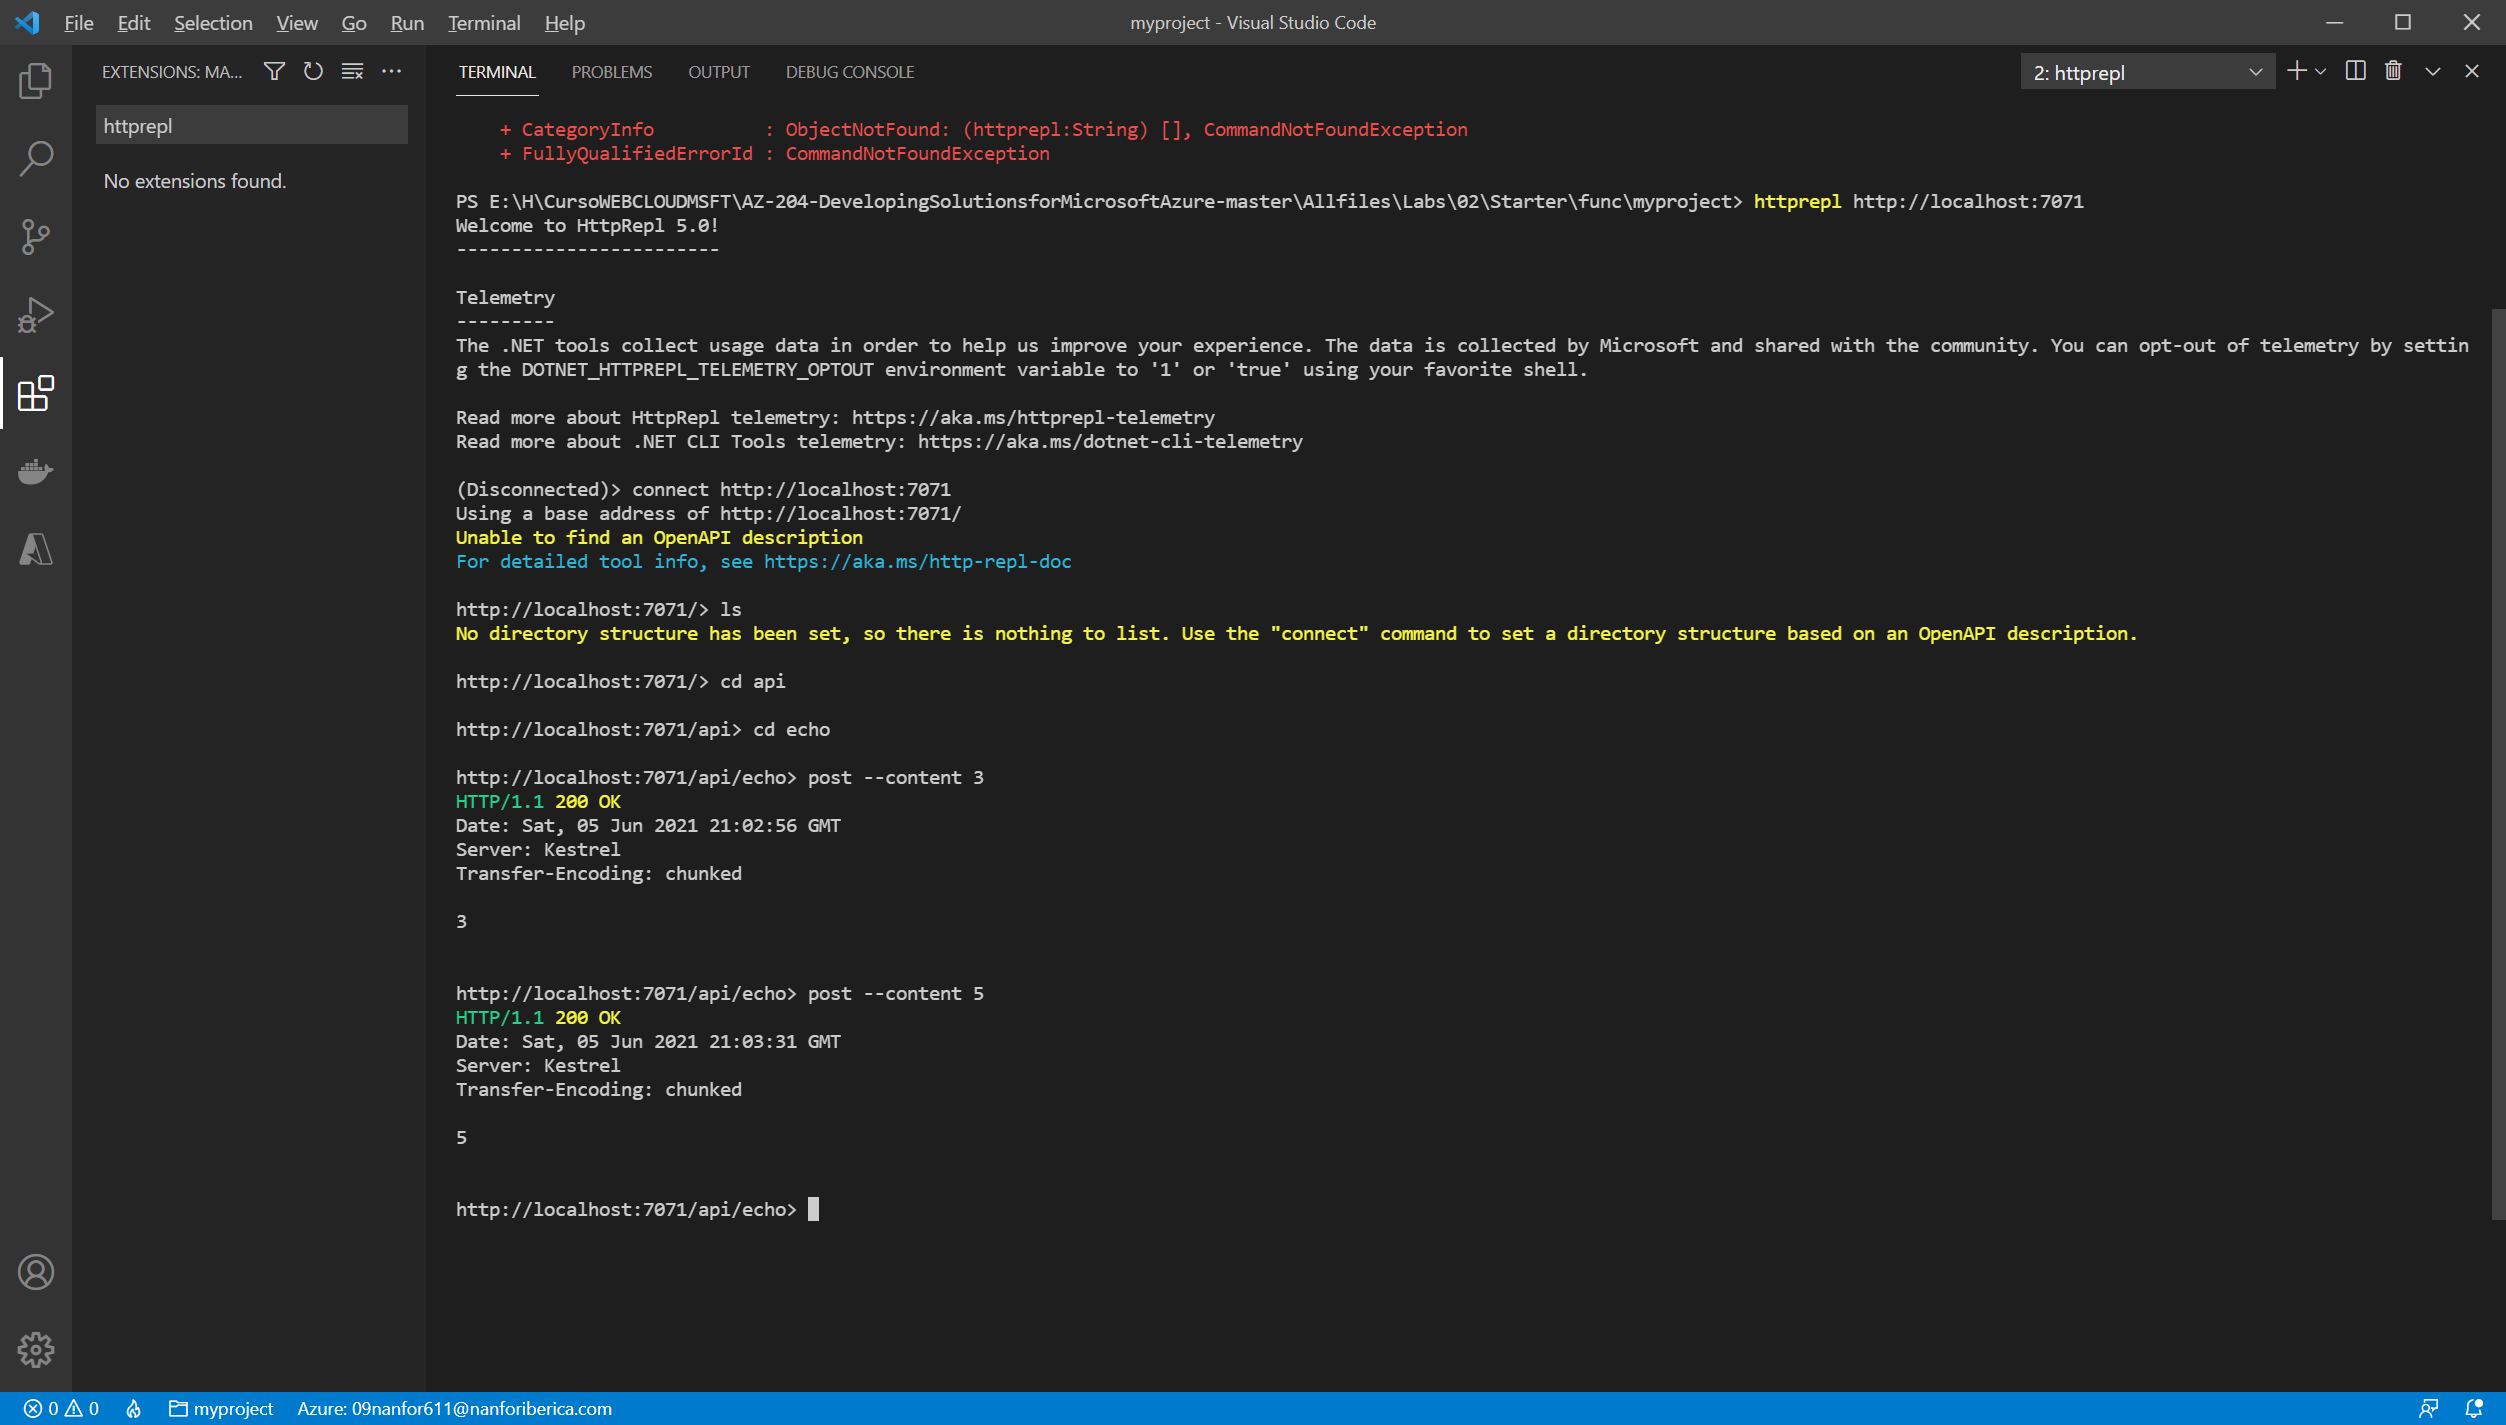 File Edit Selection View Go Run Terminal Help
myproject - Visual Studio Code
EXTENSIONS: MA...
httprepl
No extensions found.
TERMINAL PROBLEMS OUTPUT DEBUG CONSOLE
2: httprepl
+ CategoryInfo          : ObjectNotFound: (httprepl:String) [], CommandNotFoundException
+ FullyQualifiedErrorId : CommandNotFoundException
PS E:\H\CursoWEBCLOUDMSFT\AZ-204-DevelopingSolutionsforMicrosoftAzure-master\Allfiles\Labs\02\Starter\func\myproject> httprepl http://localhost:7071
Welcome to HttpRepl 5.0!
------------------------
Telemetry
---------
The .NET tools collect usage data in order to help us improve your experience. The data is collected by Microsoft and shared with the community. You can opt-out of telemetry by settin
g the DOTNET_HTTPREPL_TELEMETRY_OPTOUT environment variable to '1' or 'true' using your favorite shell.
Read more about HttpRepl telemetry: https://aka.ms/httprepl-telemetry
Read more about .NET CLI Tools telemetry: https://aka.ms/dotnet-cli-telemetry
(Disconnected)> connect http://localhost:7071
Using a base address of http://localhost:7071/
Unable to find an OpenAPI description
For detailed tool info, see https://aka.ms/http-repl-doc
http://localhost:7071/> ls
No directory structure has been set, so there is nothing to list. Use the "connect" command to set a directory structure based on an OpenAPI description.
http://localhost:7071/> cd api
http://localhost:7071/api> cd echo
http://localhost:7071/api/echo> post --content 3
HTTP/1.1 200 OK
Date: Sat, 05 Jun 2021 21:02:56 GMT
Server: Kestrel
Transfer-Encoding: chunked
3
http://localhost:7071/api/echo> post --content 5
HTTP/1.1 200 OK
Date: Sat, 05 Jun 2021 21:03:31 GMT
Server: Kestrel
Transfer-Encoding: chunked
5
http://localhost:7071/api/echo>
0 0 myproject Azure: 09nanfor611@nanforiberica.com